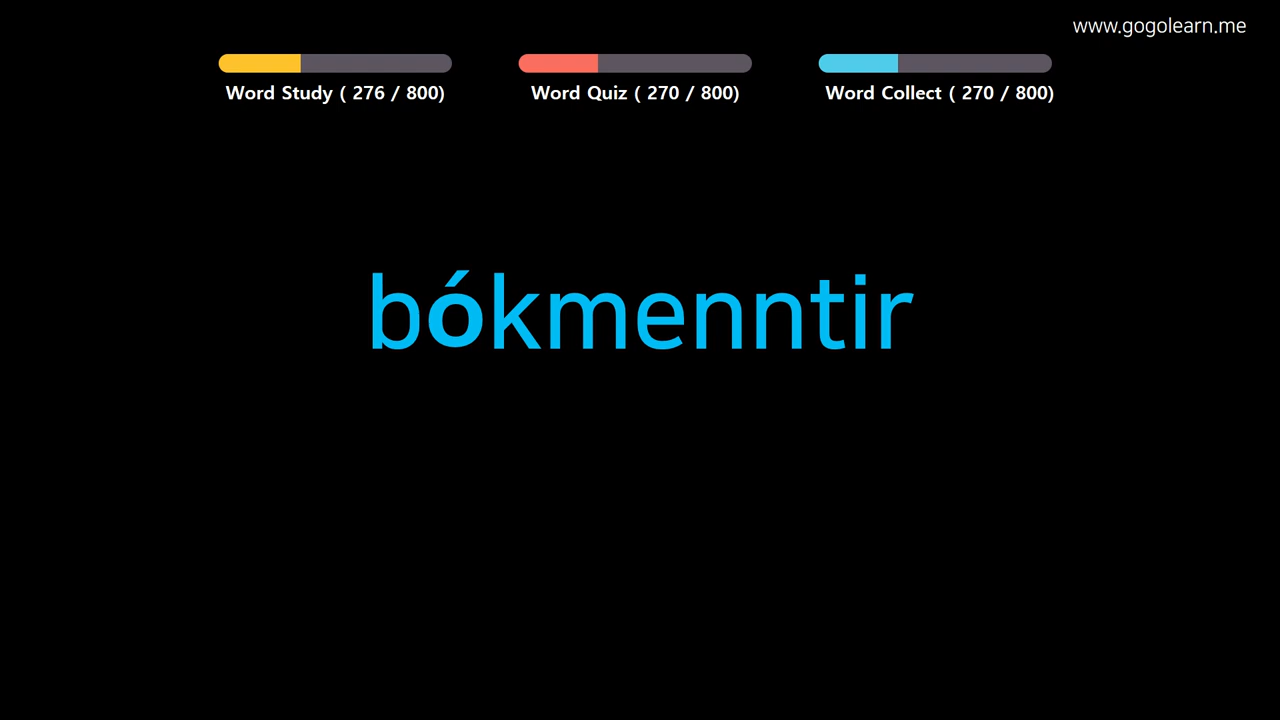 www.gogolearn.me
Word Study ( 276 / 800)
Word Quiz ( 270 / 800)
Word Collect ( 270 / 800)
bókmenntir